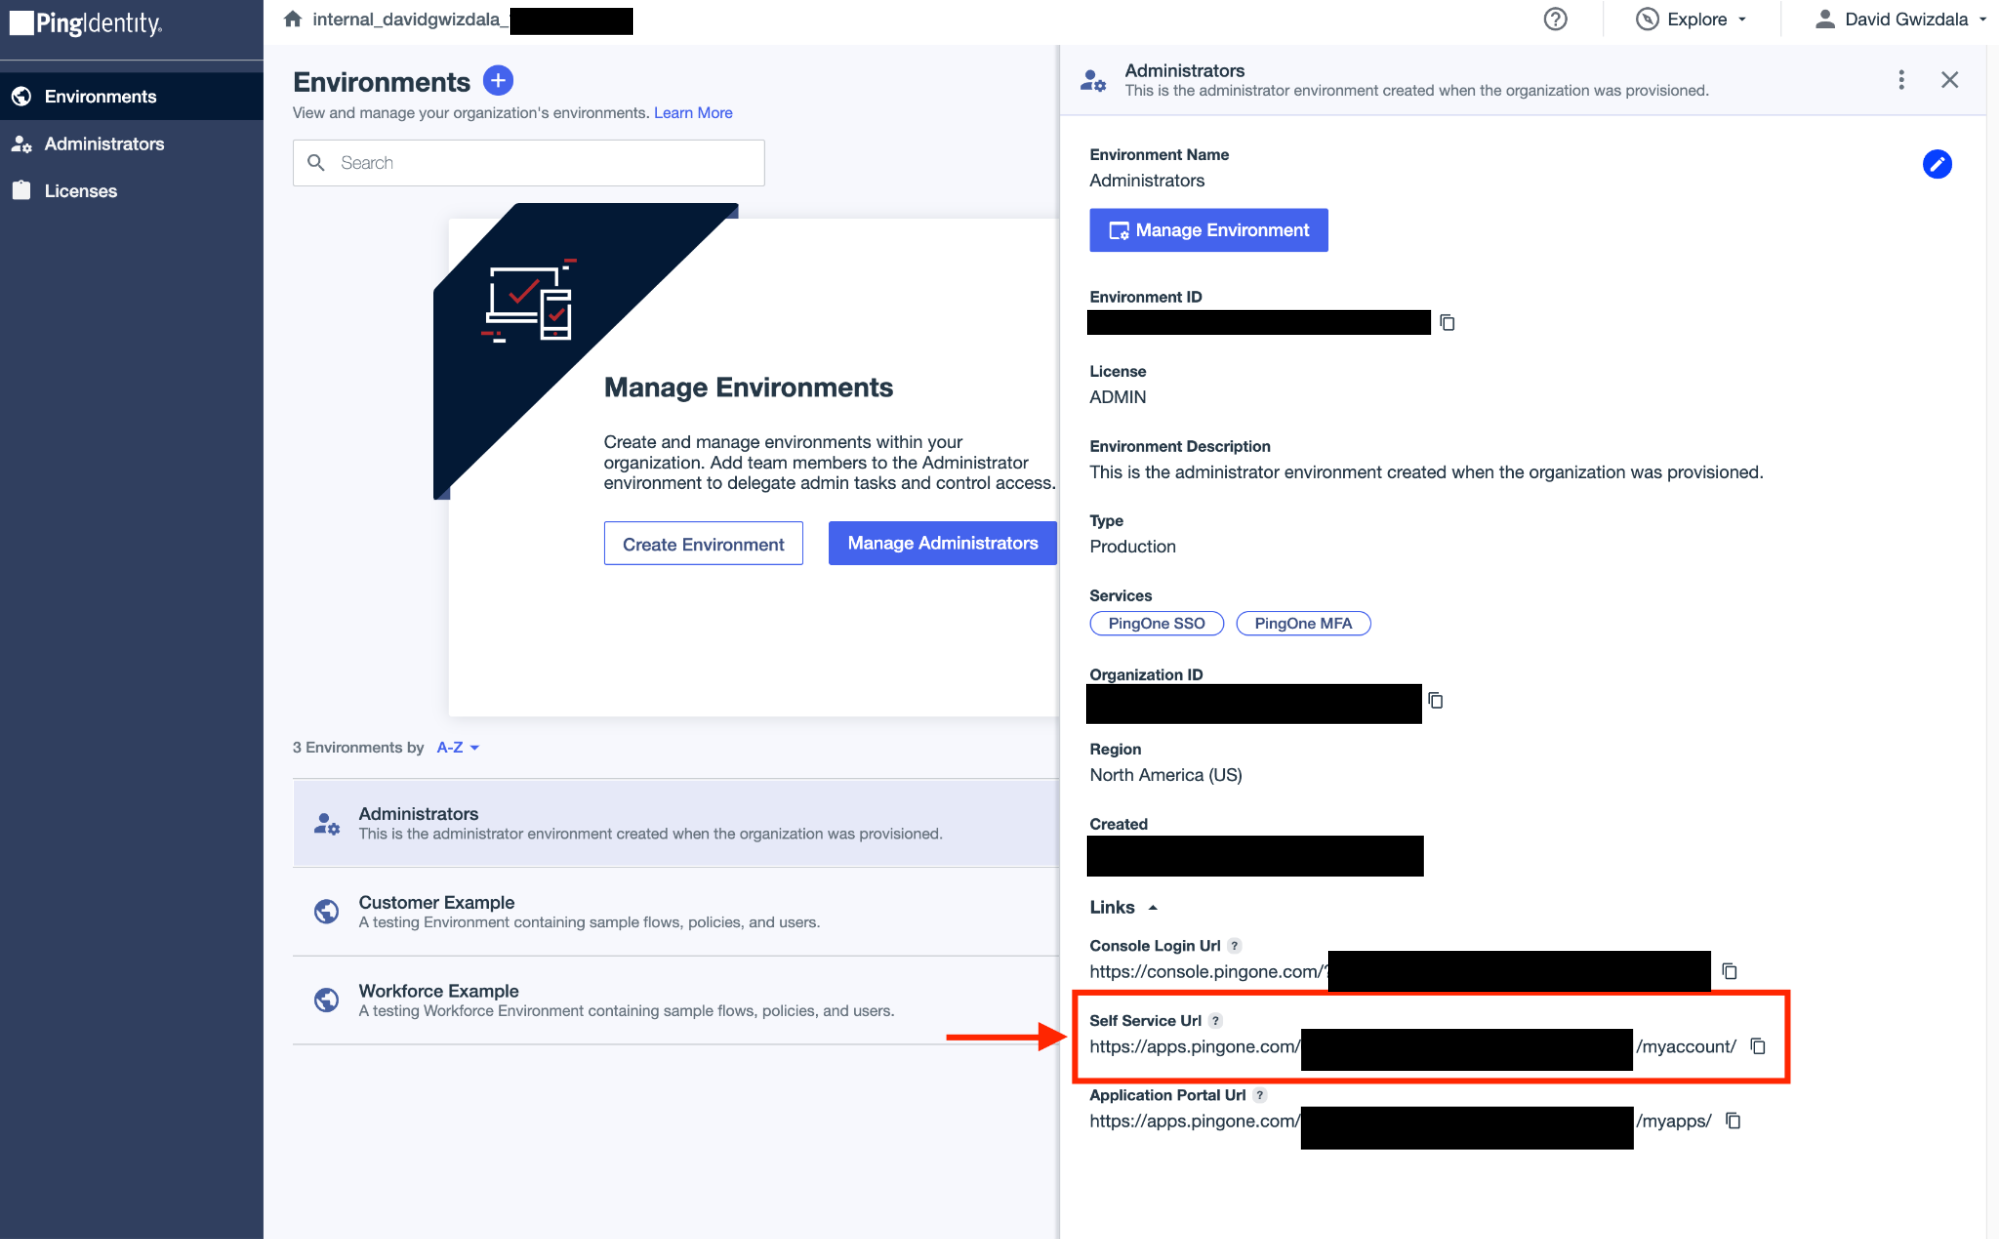 PingIdentity.
internal_davidgwizdala_
Explore
David Gwizdala
Environments
Administrators
Licenses
Environments
View and manage your organization's environments. Learn More
Search
Manage Environments
Create and manage environments within your
organization. Add team members to the Administrator
environment to delegate admin tasks and control access.
Create Environment
Manage Administrators
3 Environments by A-Z
Administrators
This is the administrator environment created when the organization was provisioned.
Customer Example
A testing Environment containing sample flows, policies, and users.
Workforce Example
A testing Workforce Environment containing sample flows, policies, and users.
Administrators
This is the administrator environment created when the organization was provisioned.
Environment Name
Administrators
Manage Environment
Environment ID
License
ADMIN
Environment Description
This is the administrator environment created when the organization was provisioned.
Type
Production
Services
PingOne SSO
PingOne MFA
Organization ID
Region
North America (US)
Created
Links
Console Login Url ?
https://console.pingone.com/?
Self Service Url ?
https://apps.pingone.com/ /myaccount/
Application Portal Url ?
https://apps.pingone.com/ /myapps/